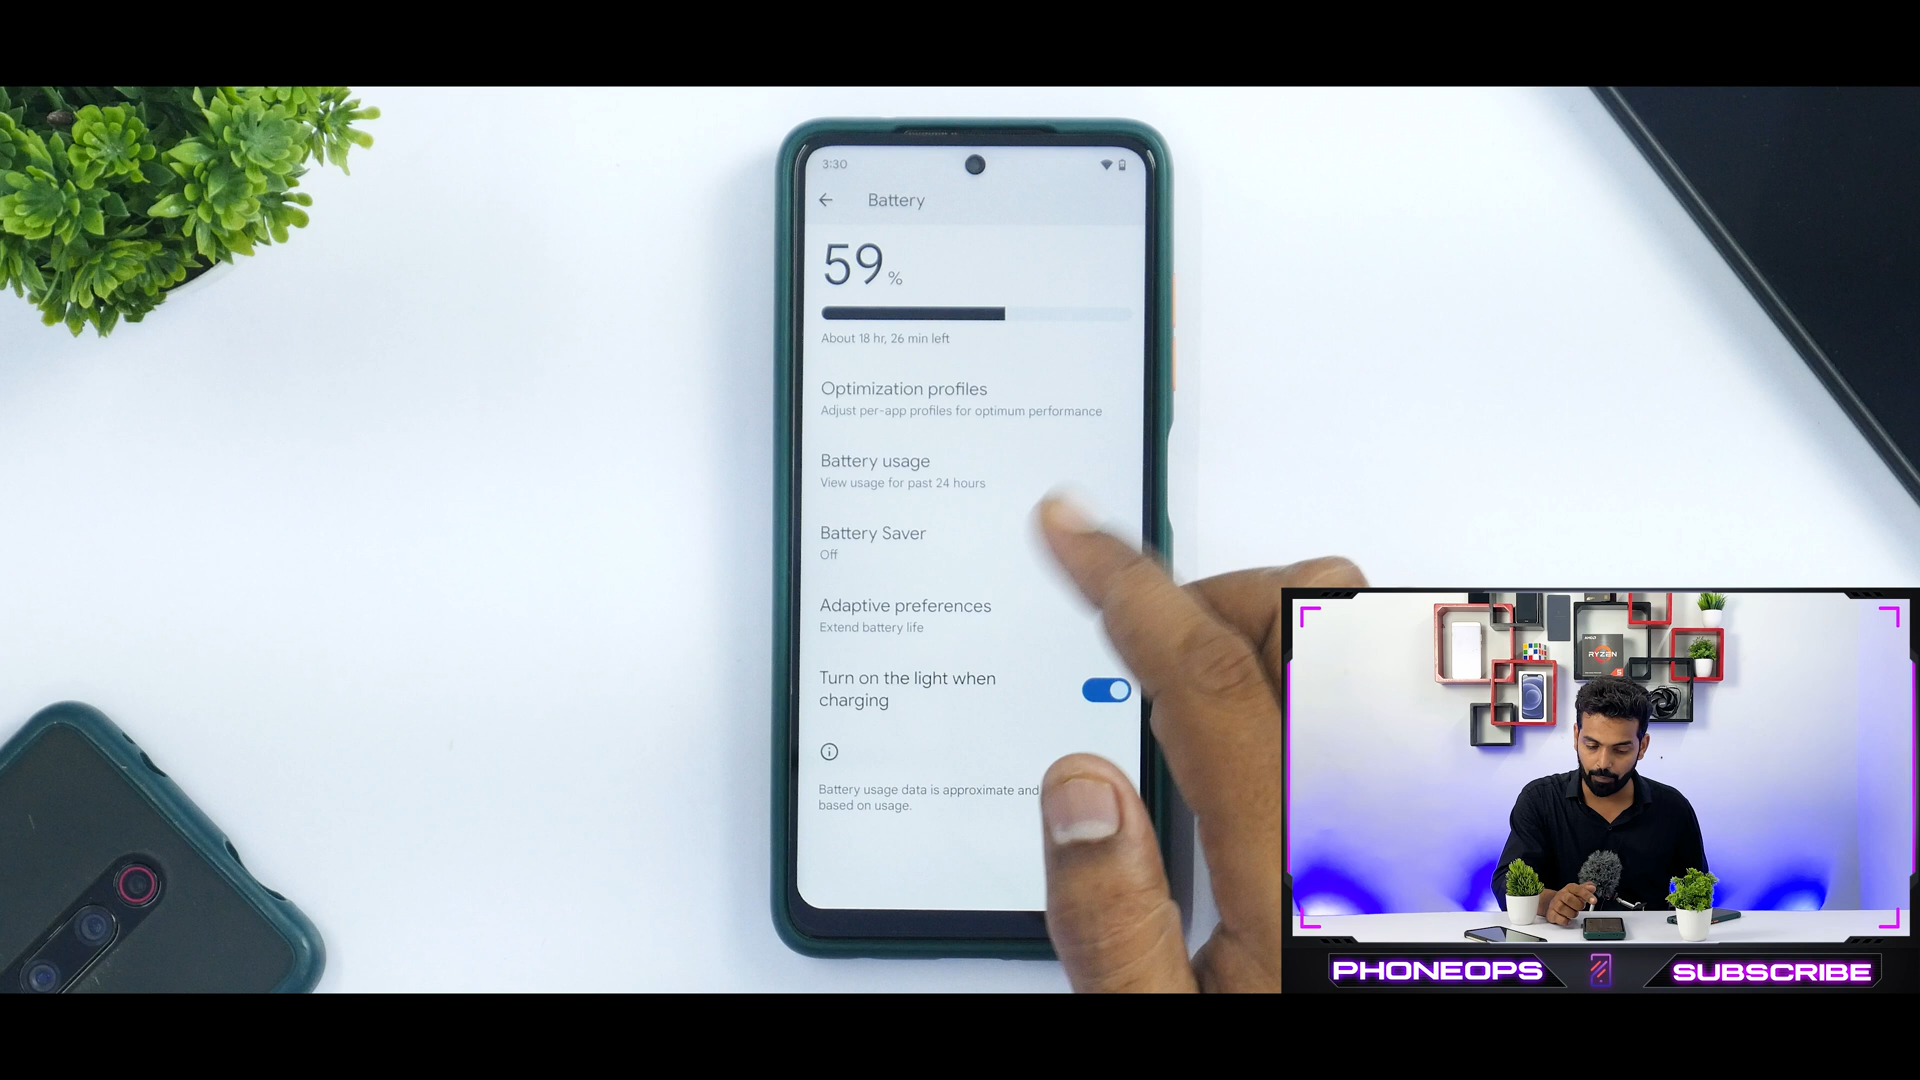 3:30
Battery
59%
About 18 hr, 26 min left
Optimization profiles
Adjust per-app profiles for optimum performance
Battery usage
View usage for past 24 hours
Battery Saver
Off
Adaptive preferences
Extend battery life
Turn on the light when
charging
Battery usage data is approximate and
based on usage.
AMD
RYZEN
5
PHONEOPS
SUBSCRIBE